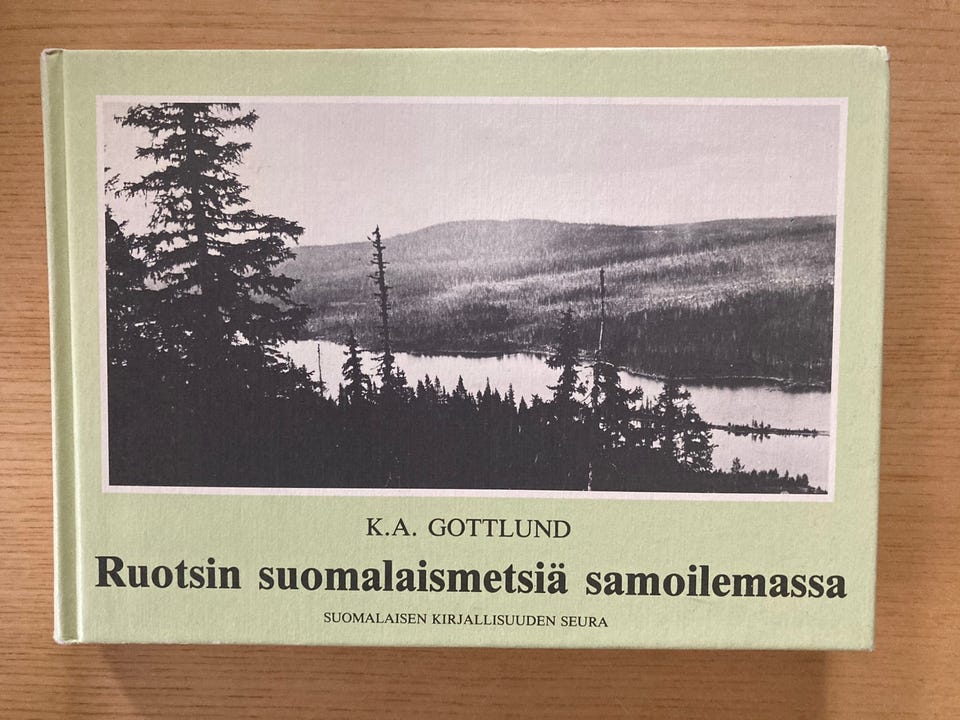 K.A. GOTTLUND
Ruotsin suomalaismetsiä samoilemassa
SUOMALAISEN KIRJALLISUUDEN SEURA